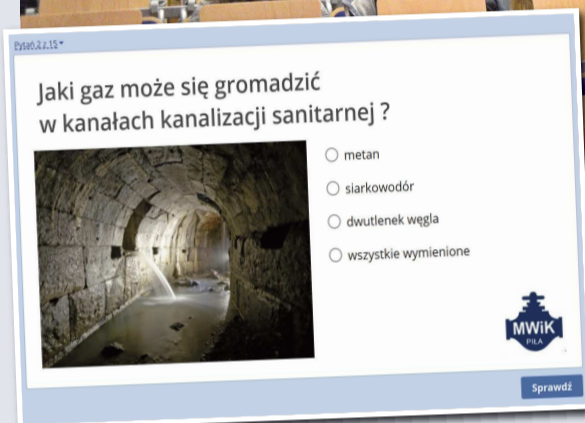 Jaki gaz może się gromadzić
w kanałach kanalizacji sanitarnej ?
metan
siarkowodór
dwutlenek węgla
wszystkie wymienione
MWiK
PIŁA
Sprawdź